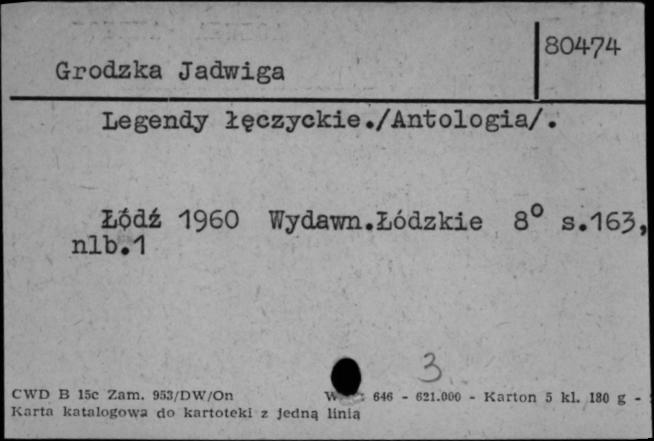 80474
Grodzka Jadwiga
Legendy łęczyckie./Antologia/.
Łódź 1960 Wydawn.Łódzkie 8° s.163,
nlb.1
3
CWD B 15c Zam. 953/DW/On 646 - 621.000 - Karton 5 kl. 180 g -
Karta katalogowa do kartoteki z jedną linią